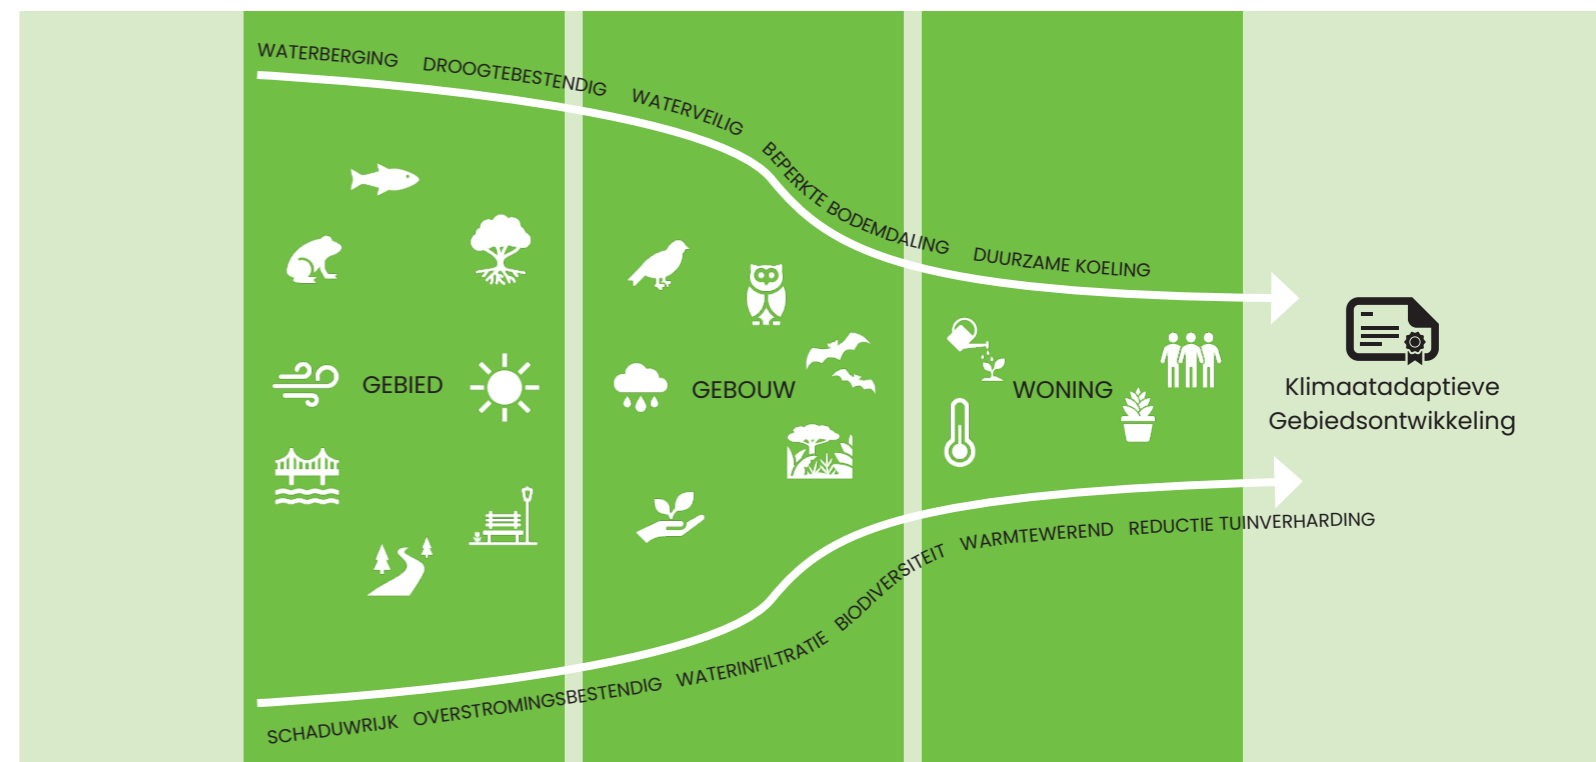 WATERBERGING DROOGTEBESTENDIG WATERVEILIG BEPERKTE BODEMDALING DUURZAME KOELING
GEBIED
GEBOUW
WONING
Klimaatadaptieve
Gebiedsontwikkeling
SCHADUWRIJK OVERSTROMINGSBESTENDIG WATERINFILTRATIE BIODIVERSITEIT WARMTEWEREND REDUCTIE TUINVERHARDING